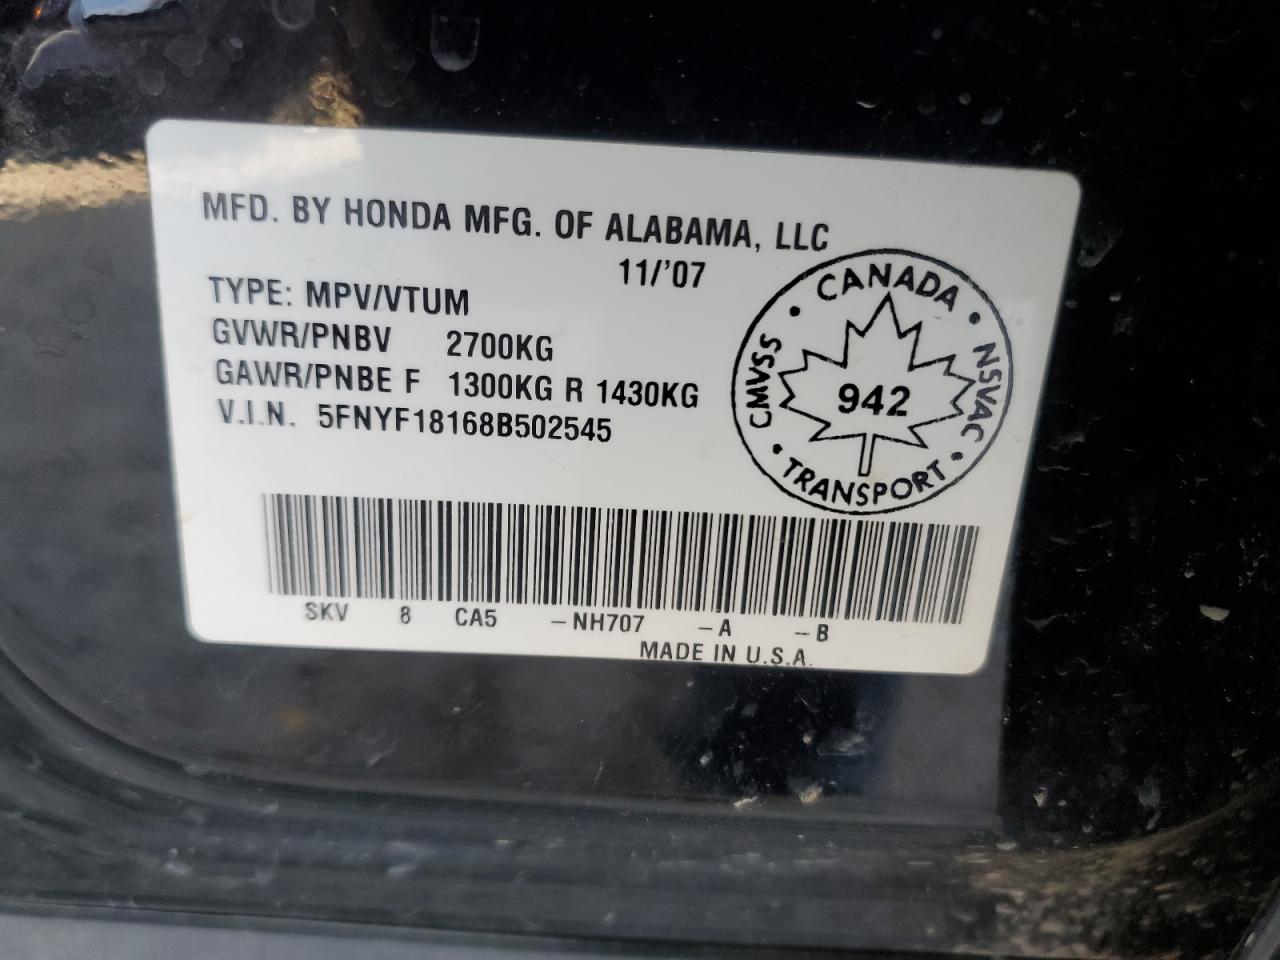 MFD. BY HONDA MFG. OF ALABAMA, LLC
11/'07
TYPE: MPV/VTUM
GVWR/PNBV 2700KG
GAWR/PNBE F 1300KG R 1430KG
V.I.N. 5FNYF18168B502545
CANADA • NSVAC • TRANSPORT • CMVSS •
942
SKV 8 CA5 -NH707 -A -B
MADE IN U.S.A.